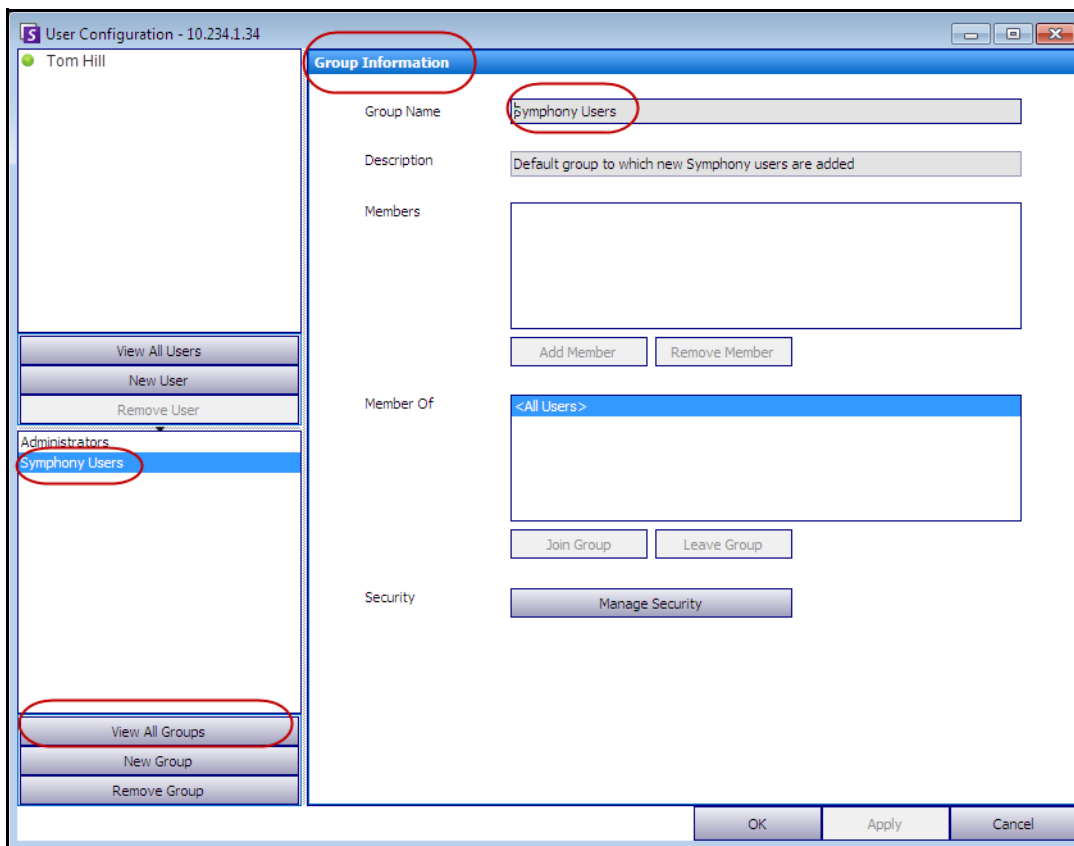 User Configuration - 10.234.1.34
Tom Hill
View All Users
New User
Remove User
Administrators
Symphony Users
View All Groups
New Group
Remove Group
Group Information
Group Name
Symphony Users
Description
Default group to which new Symphony users are added
Members
Add Member
Remove Member
Member Of
<All Users>
Join Group
Leave Group
Security
Manage Security
OK
Apply
Cancel